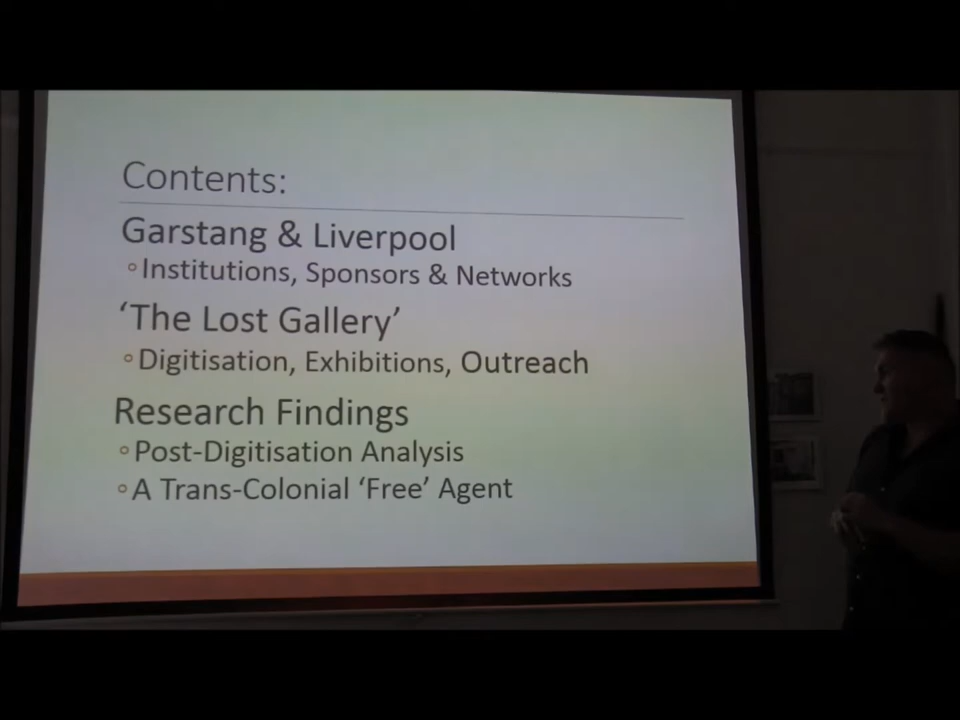 Contents:
Garstang & Liverpool
◦Institutions, Sponsors & Networks
‘The Lost Gallery’
◦Digitisation, Exhibitions, Outreach
Research Findings
◦Post-Digitisation Analysis
◦A Trans-Colonial ‘Free’ Agent